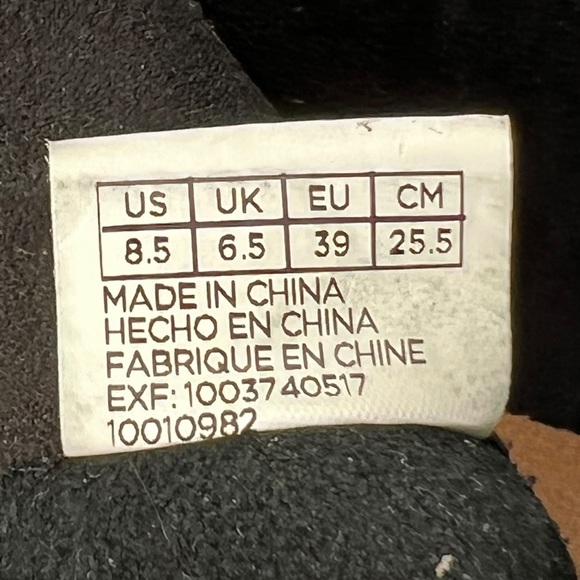 US UK EU CM
8.5 6.5 39 25.5
MADE IN CHINA
HECHO EN CHINA
FABRIQUE EN CHINE
EXF: 1003740517
10010982